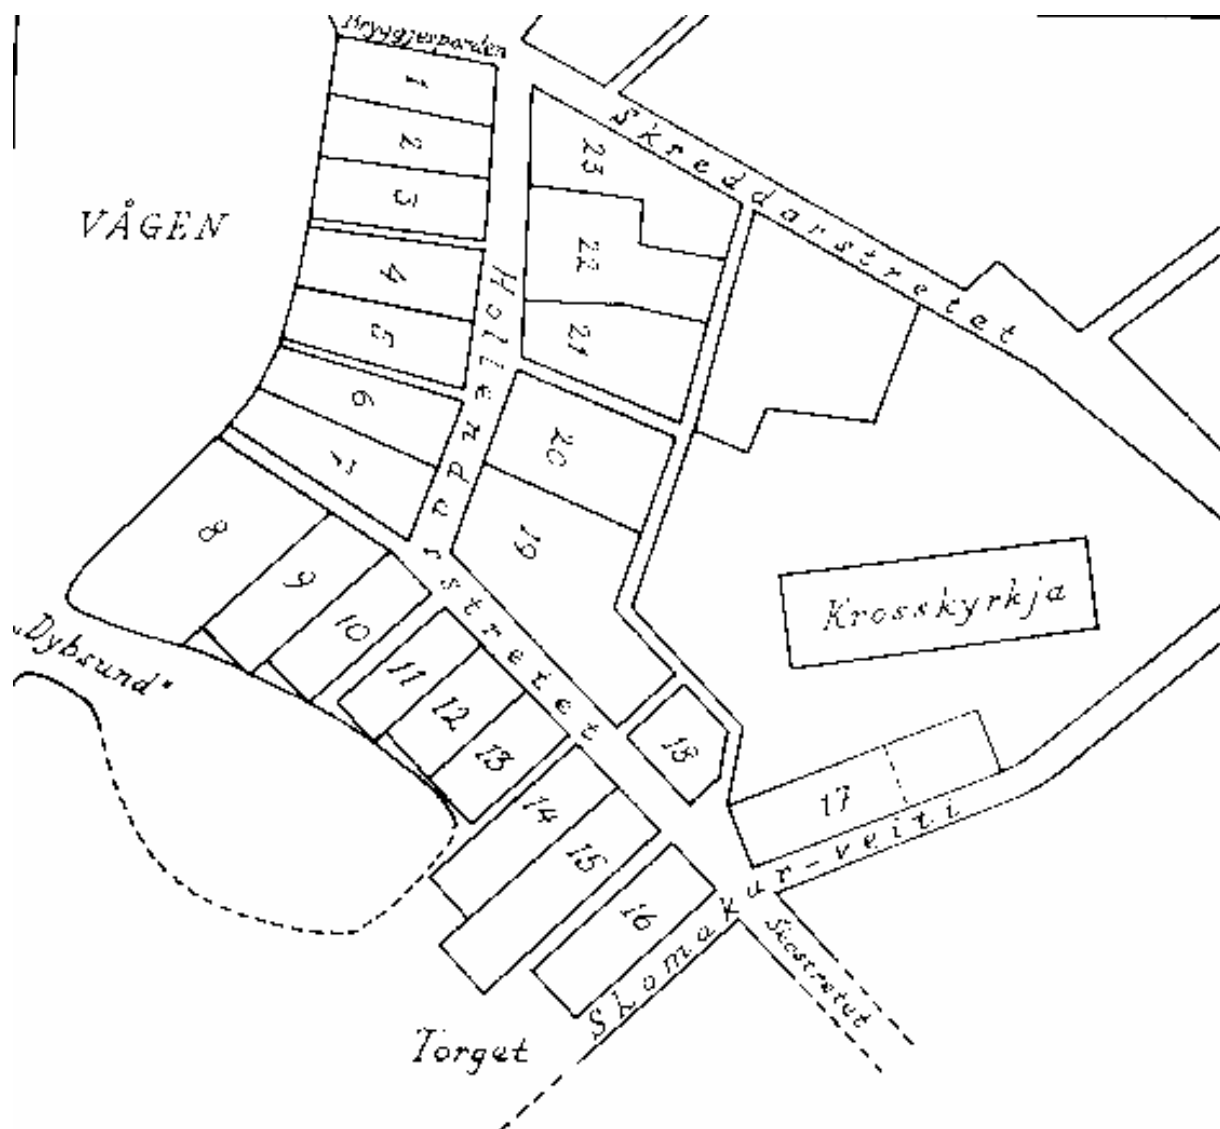 Bryggjesporden
1
2
3
4
5
6
7
8
9
10
11
12
13
14
15
16
17
18
19
20
21
22
23
VÅGEN
Skreddarstretet
Hollendarstretet
Krosskyrkja
„Dybsund"
Skomakur-veiti
Skostretet
Torget